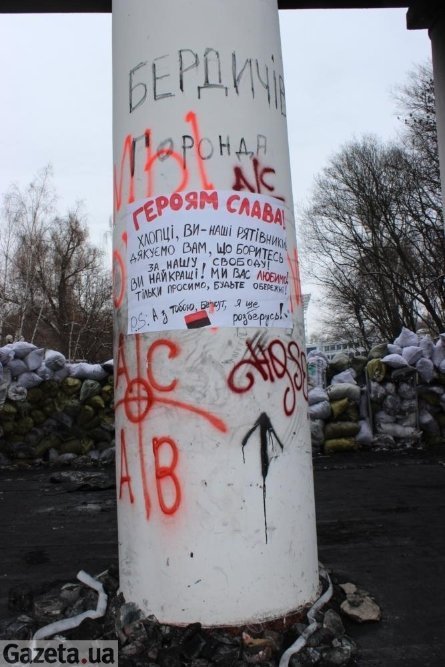 БЕРДИЧІВ
ГОРОНДА
ГЕРОЯМ СЛАВА!
ХЛОПЦІ, ВИ-НАШІ РЯТІВНИКИ
ДЯКУЄМО ВАМ, ЩО БОРИТЕСЬ
ЗА НАШУ СВОБОДУ!
ВИ НАЙКРАЩІ! МИ ВАС ЛЮБИМО!
ТІЛЬКИ ПРОСИМО, БУДЬТЕ ОБЕРЕЖНІ!
P.S: А з тобою, Беркут, я ще
розберусь!
А С
А В
Gazeta.ua